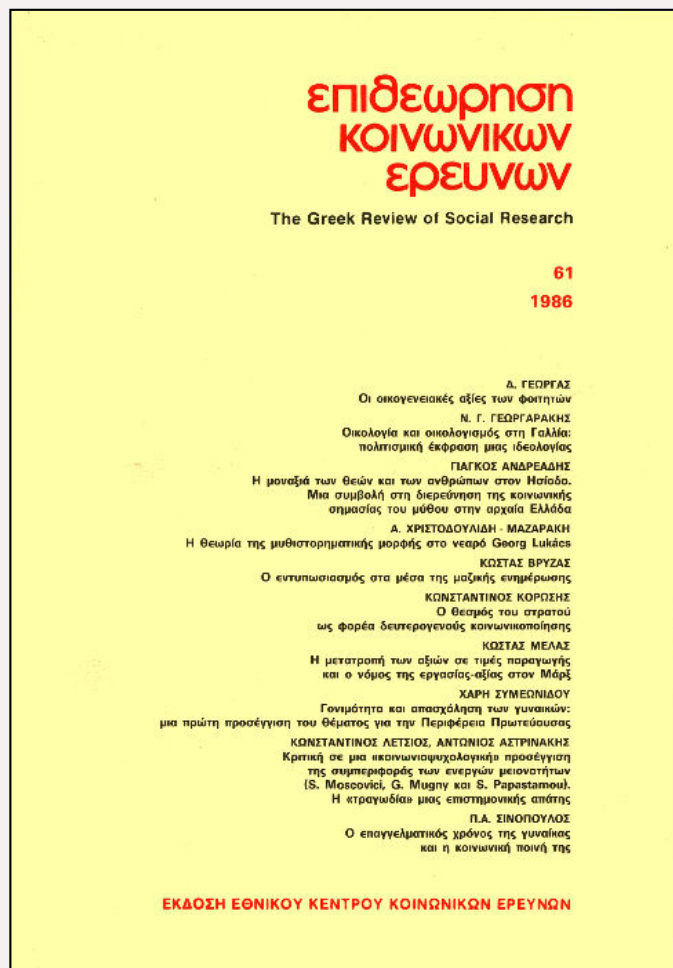 επιθεωρηση
κοινωνικων
ερευνων
The Greek Review of Social Research
61
1986
Δ. ΓΕΩΡΓΑΣ
Οι οικογενειακές αξίες των φοιτητών
Ν. Γ. ΓΕΩΡΓΑΡΑΚΗΣ
Οικολογία και οικολογισμός στη Γαλλία:
πολιτισμική έκφραση μιας ιδεολογίας
ΓΙΑΓΚΟΣ ΑΝΔΡΕΑΔΗΣ
Η μοναξιά των θεών και των ανθρώπων στον Ησίοδο.
Μια συμβολή στη διερεύνηση της κοινωνικής
σημασίας του μύθου στην αρχαία Ελλάδα
Α. ΧΡΙΣΤΟΔΟΥΛΙΔΗ - ΜΑΖΑΡΑΚΗ
Η θεωρία της μυθιστορηματικής μορφής στο νεαρό Georg Lukács
ΚΩΣΤΑΣ ΒΡΥΖΑΣ
Ο εντυπωσιασμός στα μέσα της μαζικής ενημέρωσης
ΚΩΝΣΤΑΝΤΙΝΟΣ ΚΟΡΩΣΗΣ
Ο θεσμός του στρατού
ως φορέα δευτερογενούς κοινωνικοποίησης
ΚΩΣΤΑΣ ΜΕΛΑΣ
Η μετατροπή των αξιών σε τιμές παραγωγής
και ο νόμος της εργασίας-αξίας στον Μάρξ
ΧΑΡΗ ΣΥΜΕΩΝΙΔΟΥ
Γονιμότητα και απασχόληση των γυναικών:
μια πρώτη προσέγγιση του θέματος για την Περιφέρεια Πρωτεύουσας
ΚΩΝΣΤΑΝΤΙΝΟΣ ΛΕΤΣΙΟΣ, ΑΝΤΩΝΙΟΣ ΑΣΤΡΙΝΑΚΗΣ
Κριτική σε μια «κοινωνιοψυχολογική» προσέγγιση
της συμπεριφοράς των ενεργών μειονοτήτων
(S. Moscovici, G. Mugny και S. Papastamou).
Η «τραγωδία» μιας επιστημονικής απάτης
Π.Α. ΣΙΝΟΠΟΥΛΟΣ
Ο επαγγελματικός χρόνος της γυναίκας
και η κοινωνική ποινή της
ΕΚΔΟΣΗ ΕΘΝΙΚΟΥ ΚΕΝΤΡΟΥ ΚΟΙΝΩΝΙΚΩΝ ΕΡΕΥΝΩΝ